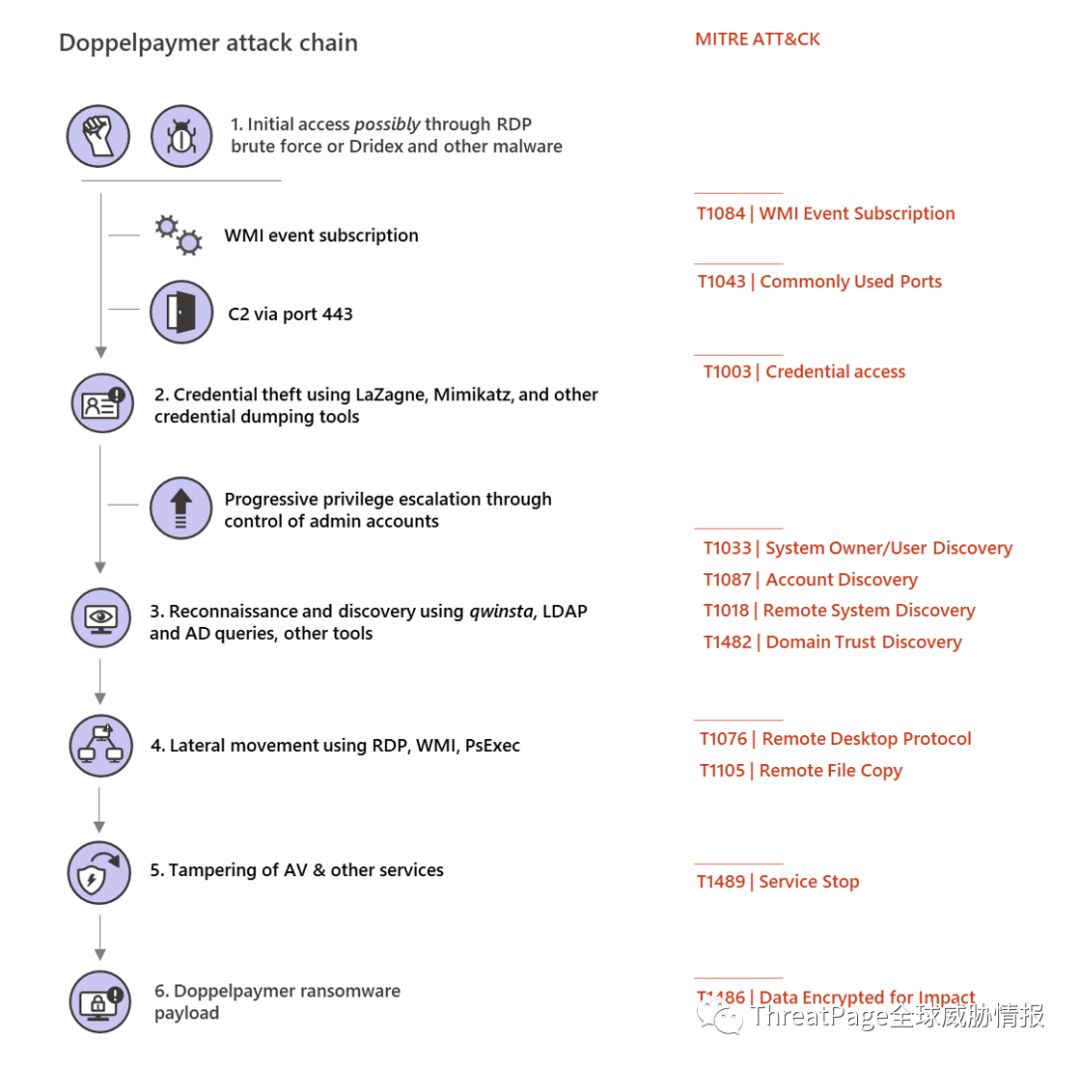 Doppelpaymer attack chain
MITRE ATT&CK
1. Initial access possibly through RDP
brute force or Dridex and other malware
WMI event subscription
T1084 | WMI Event Subscription
C2 via port 443
T1043 | Commonly Used Ports
2. Credential theft using LaZagne, Mimikatz, and other
credential dumping tools
T1003 | Credential access
Progressive privilege escalation through
control of admin accounts
3. Reconnaissance and discovery using qwinsta, LDAP
and AD queries, other tools
T1033 | System Owner/User Discovery
T1087 | Account Discovery
T1018 | Remote System Discovery
T1482 | Domain Trust Discovery
4. Lateral movement using RDP, WMI, PsExec
T1076 | Remote Desktop Protocol
T1105 | Remote File Copy
5. Tampering of AV & other services
T1489 | Service Stop
6. Doppelpaymer ransomware
payload
T1486 | Data Encrypted for Impact
ThreatPage全球威胁情报